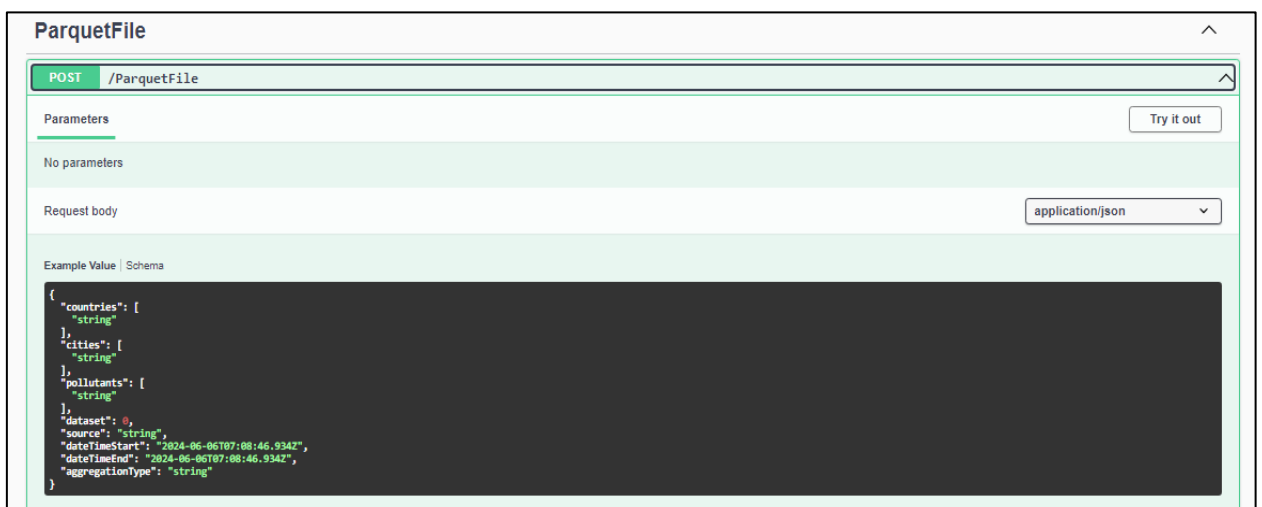 ParquetFile
POST /ParquetFile
Parameters
Try it out
No parameters
Request body
application/json
Example Value | Schema
{
  "countries": [
    "string"
  ],
  "cities": [
    "string"
  ],
  "pollutants": [
    "string"
  ],
  "dataset": 0,
  "source": "string",
  "dateTimeStart": "2024-06-06T07:08:46.934Z",
  "dateTimeEnd": "2024-06-06T07:08:46.934Z",
  "aggregationType": "string"
}